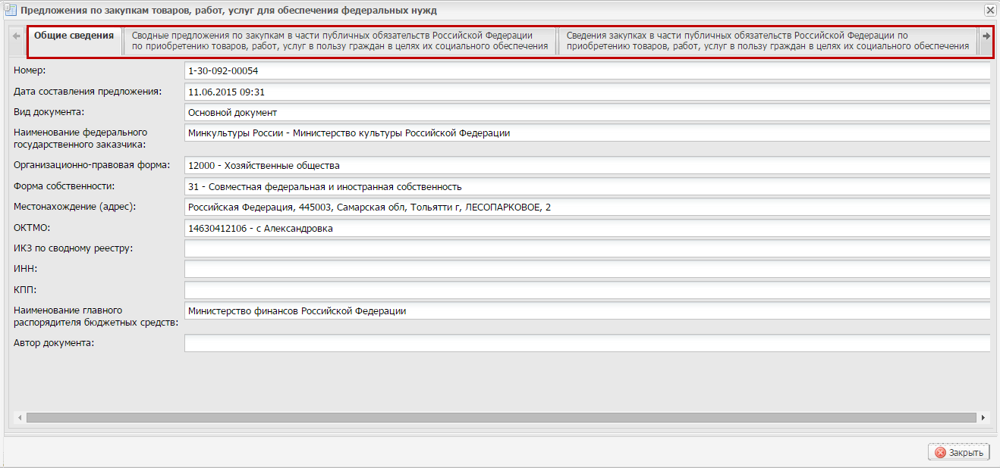 Предложения по закупкам товаров, работ, услуг для обеспечения федеральных нужд
Общие сведения
Сводные предложения по закупкам в части публичных обязательств Российской Федерации
по приобретению товаров, работ, услуг в пользу граждан в целях их социального обеспечения
Сведения закупках в части публичных обязательств Российской Федерации по
приобретению товаров, работ, услуг в пользу граждан в целях их социального обеспечения
Номер: 1-30-092-00054
Дата составления предложения: 11.06.2015 09:31
Вид документа: Основной документ
Наименование федерального
государственного заказчика: Минкультуры России - Министерство культуры Российской Федерации
Организационно-правовая форма: 12000 - Хозяйственные общества
Форма собственности: 31 - Совместная федеральная и иностранная собственность
Местонахождение (адрес): Российская Федерация, 445003, Самарская обл, Тольятти г, ЛЕСОПАРКОВОЕ, 2
ОКТМО: 14630412106 - с Александровка
ИКЗ по сводному реестру:
ИНН:
КПП:
Наименование главного
распорядителя бюджетных средств: Министерство финансов Российской Федерации
Автор документа:
Закрыть